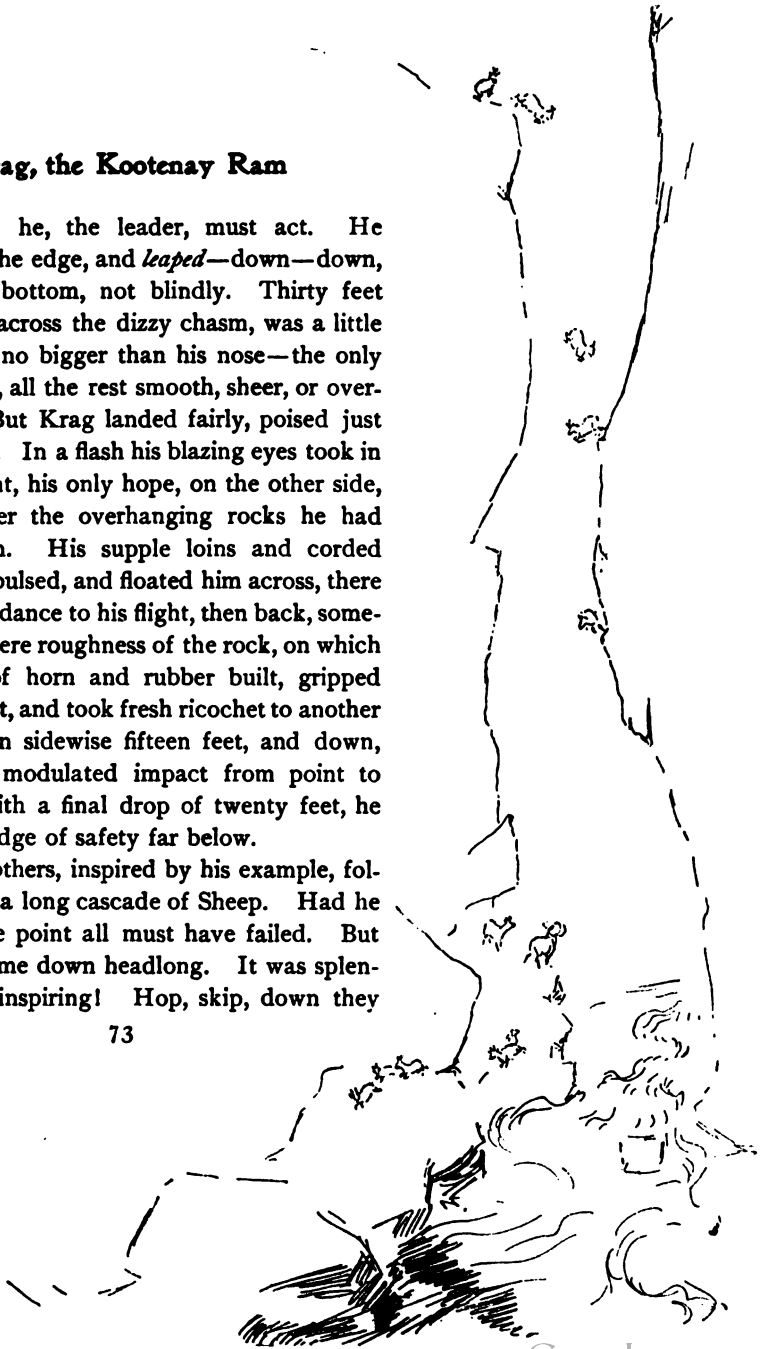 ag, the Kootenay Ram
he, the leader, must act. He
he edge, and leaped—down—down,
bottom, not blindly. Thirty feet
across the dizzy chasm, was a little
no bigger than his nose—the only
, all the rest smooth, sheer, or over-
But Krag landed fairly, poised just
In a flash his blazing eyes took in
t, his only hope, on the other side,
er the overhanging rocks he had
n. His supple loins and corded
pulsed, and floated him across, there
dance to his flight, then back, some-
ere roughness of the rock, on which
of horn and rubber built, gripped
t, and took fresh ricochet to another
n sidewise fifteen feet, and down,
modulated impact from point to
ith a final drop of twenty feet, he
dge of safety far below.
others, inspired by his example, fol-
a long cascade of Sheep. Had he
e point all must have failed. But
me down headlong. It was splen-
inspiring! Hop, skip, down they
73